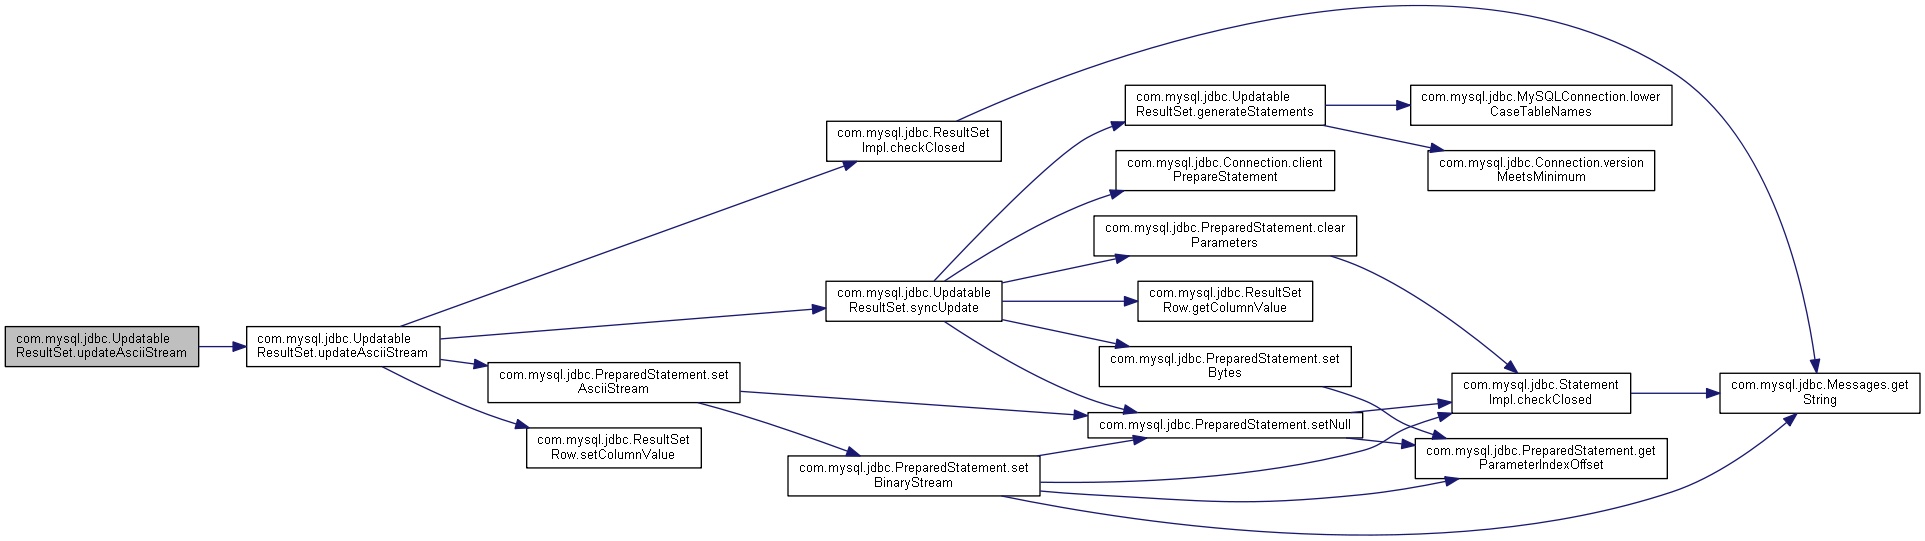 com.mysql.jdbc.Updatable
ResultSet.updateAsciiStream
com.mysql.jdbc.Updatable
ResultSet.updateAsciiStream
com.mysql.jdbc.ResultSet
Impl.checkClosed
com.mysql.jdbc.Updatable
ResultSet.syncUpdate
com.mysql.jdbc.PreparedStatement.set
AsciiStream
com.mysql.jdbc.ResultSet
Row.setColumnValue
com.mysql.jdbc.PreparedStatement.set
BinaryStream
com.mysql.jdbc.Updatable
ResultSet.generateStatements
com.mysql.jdbc.Connection.client
PrepareStatement
com.mysql.jdbc.PreparedStatement.clear
Parameters
com.mysql.jdbc.ResultSet
Row.getColumnValue
com.mysql.jdbc.PreparedStatement.set
Bytes
com.mysql.jdbc.PreparedStatement.setNull
com.mysql.jdbc.MySQLConnection.lower
CaseTableNames
com.mysql.jdbc.Connection.version
MeetsMinimum
com.mysql.jdbc.Statement
Impl.checkClosed
com.mysql.jdbc.PreparedStatement.get
ParameterIndexOffset
com.mysql.jdbc.Messages.get
String